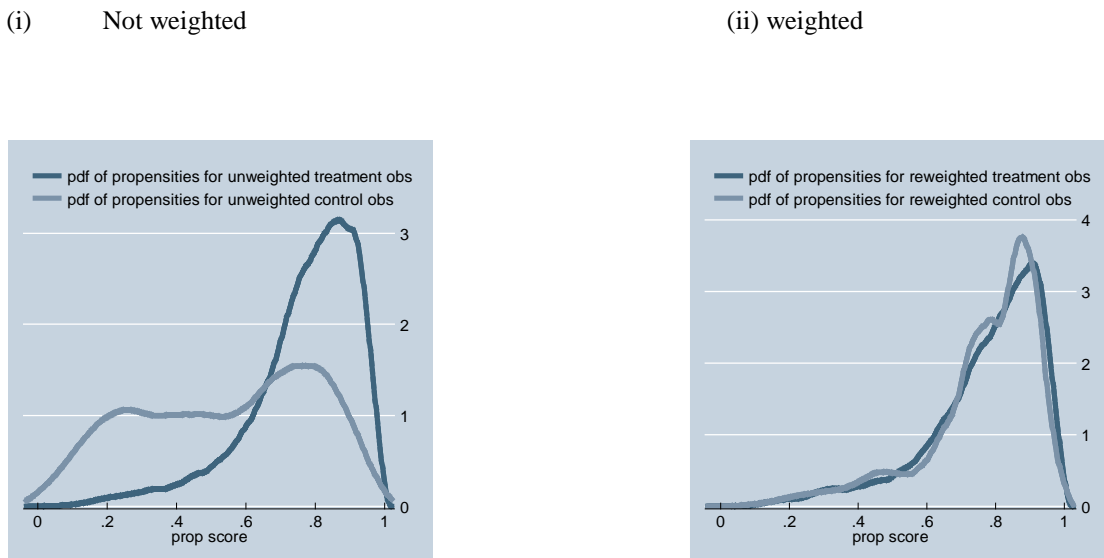 (i) Not weighted
(ii) weighted
pdf of propensities for unweighted treatment obs
pdf of propensities for unweighted control obs
3
2
1
0
0 .2 .4 .6 .8 1
prop score
pdf of propensities for reweighted treatment obs
pdf of propensities for reweighted control obs
4
3
2
1
0
0 .2 .4 .6 .8 1
prop score